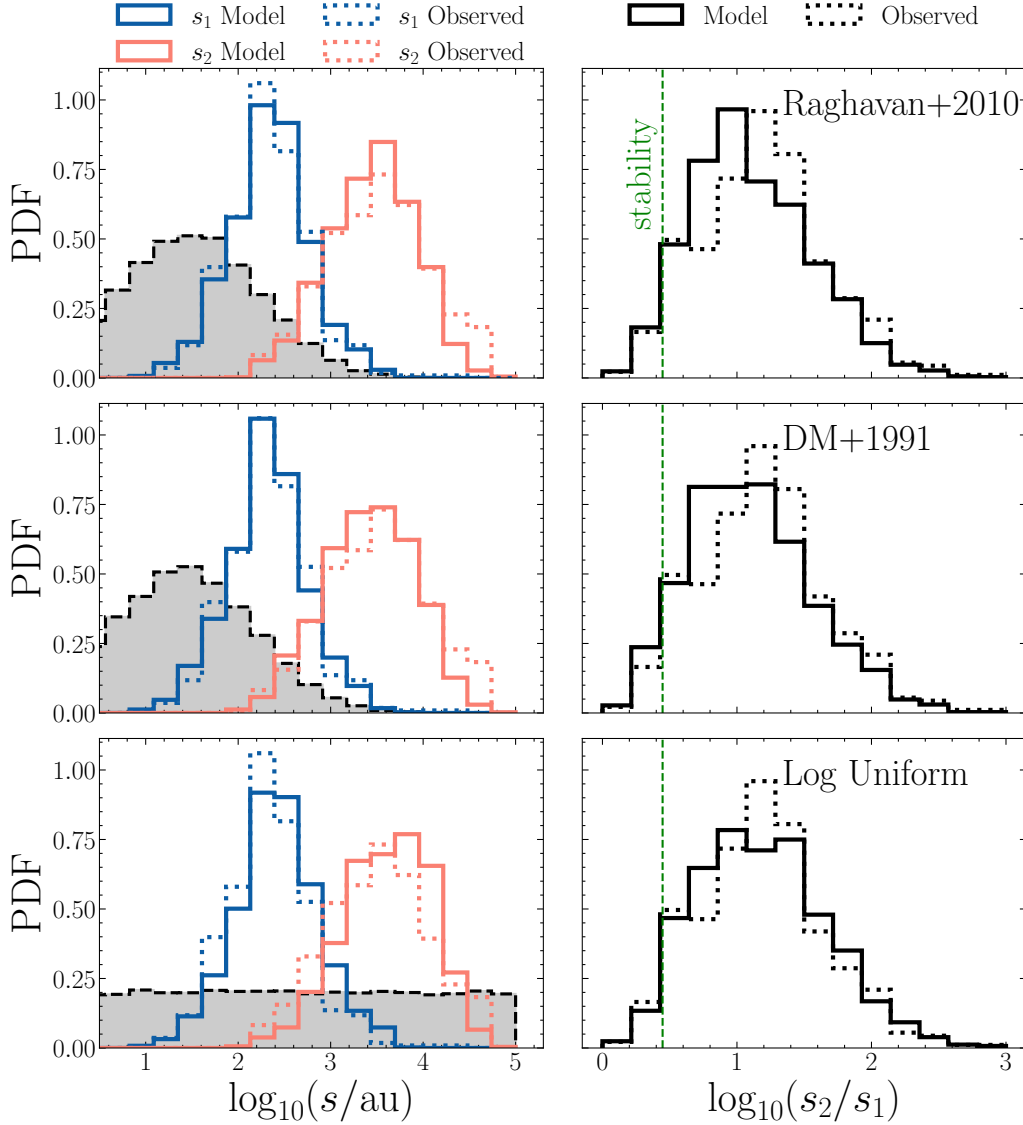 s₁ Model s₁ Observed Model Observed
s₂ Model s₂ Observed
1.00
0.75
0.50
0.25
0.00
PDF
stability
Raghavan+2010
1.00
0.75
0.50
0.25
0.00
PDF
DM+1991
1.00
0.75
0.50
0.25
0.00
PDF
Log Uniform
1 2 3 4 5
log₁₀(s/au)
0 1 2 3
log₁₀(s₂/s₁)